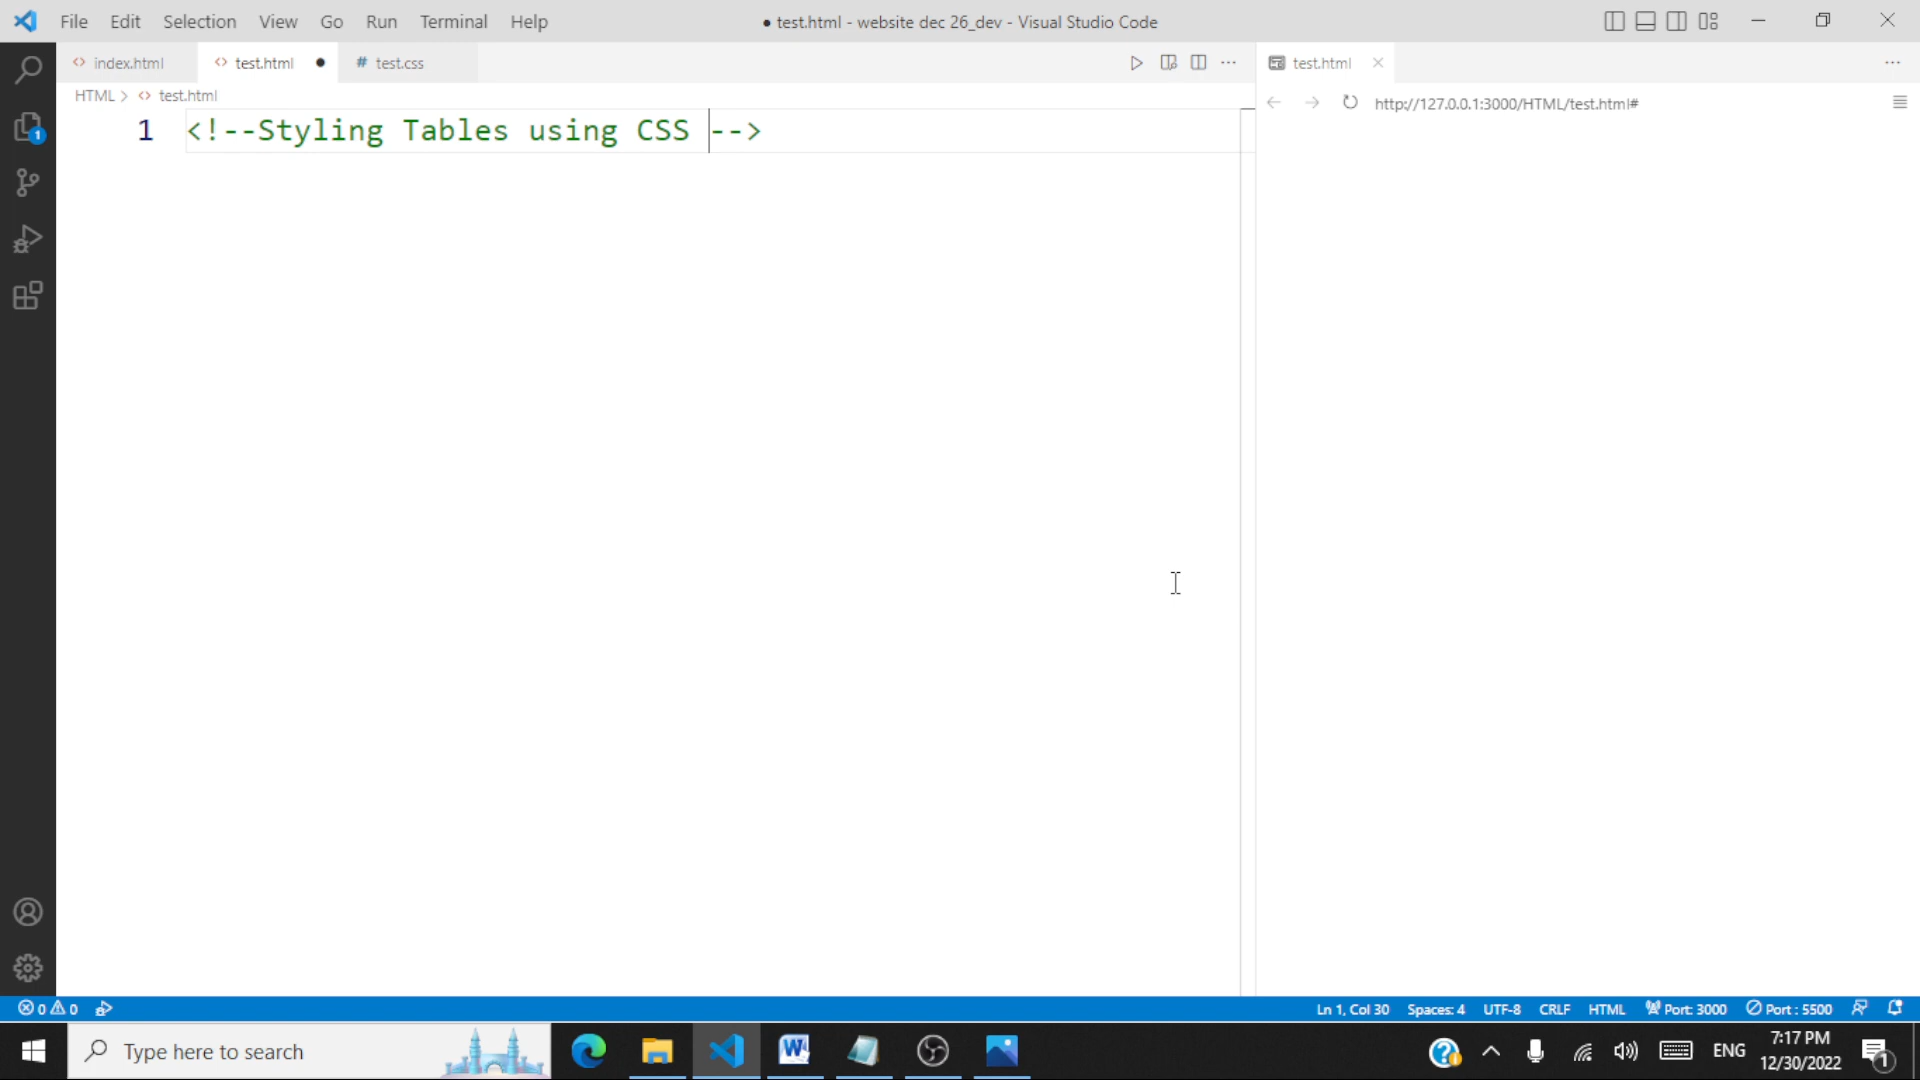 File Edit Selection View Go Run Terminal Help
● test.html - website dec 26_dev - Visual Studio Code
<> index.html
<> test.html ●
# test.css
test.html
HTML > <> test.html
http://127.0.0.1:3000/HTML/test.html#
1 <!--Styling Tables using CSS -->
1
0 0
Ln 1, Col 30 Spaces: 4 UTF-8 CRLF HTML Port: 3000 Port : 5500
Type here to search
ENG
7:17 PM
12/30/2022
1